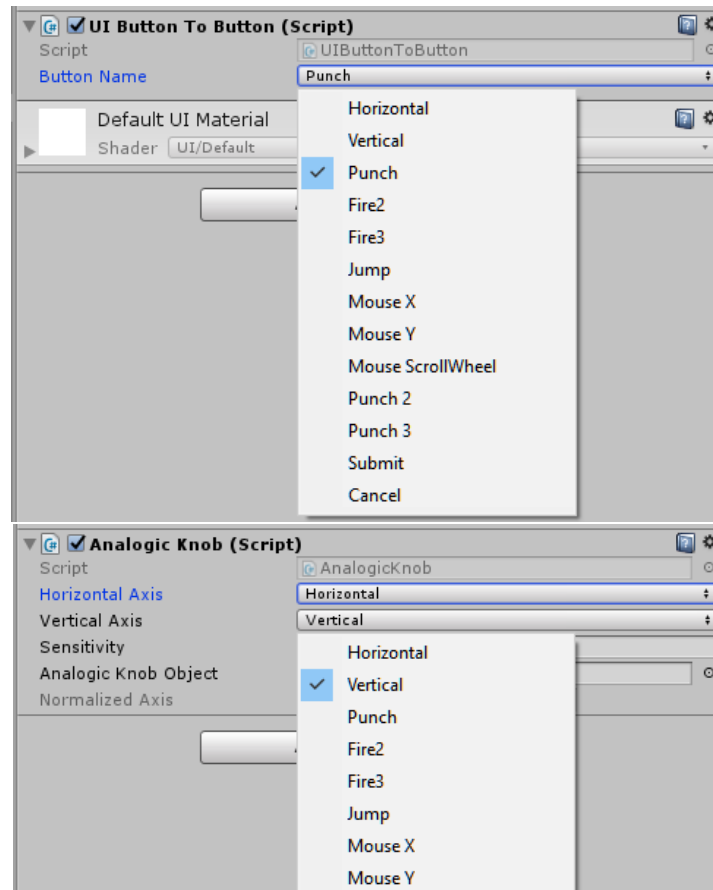 UI Button To Button (Script)
Script UIButtonToButton
Button Name Punch
Default UI Material
Shader UI/Default
Horizontal
Vertical
Punch
Fire2
Fire3
Jump
Mouse X
Mouse Y
Mouse ScrollWheel
Punch 2
Punch 3
Submit
Cancel
Analogic Knob (Script)
Script AnalogicKnob
Horizontal Axis Horizontal
Vertical Axis Vertical
Sensitivity
Analogic Knob Object
Normalized Axis
Horizontal
Vertical
Punch
Fire2
Fire3
Jump
Mouse X
Mouse Y